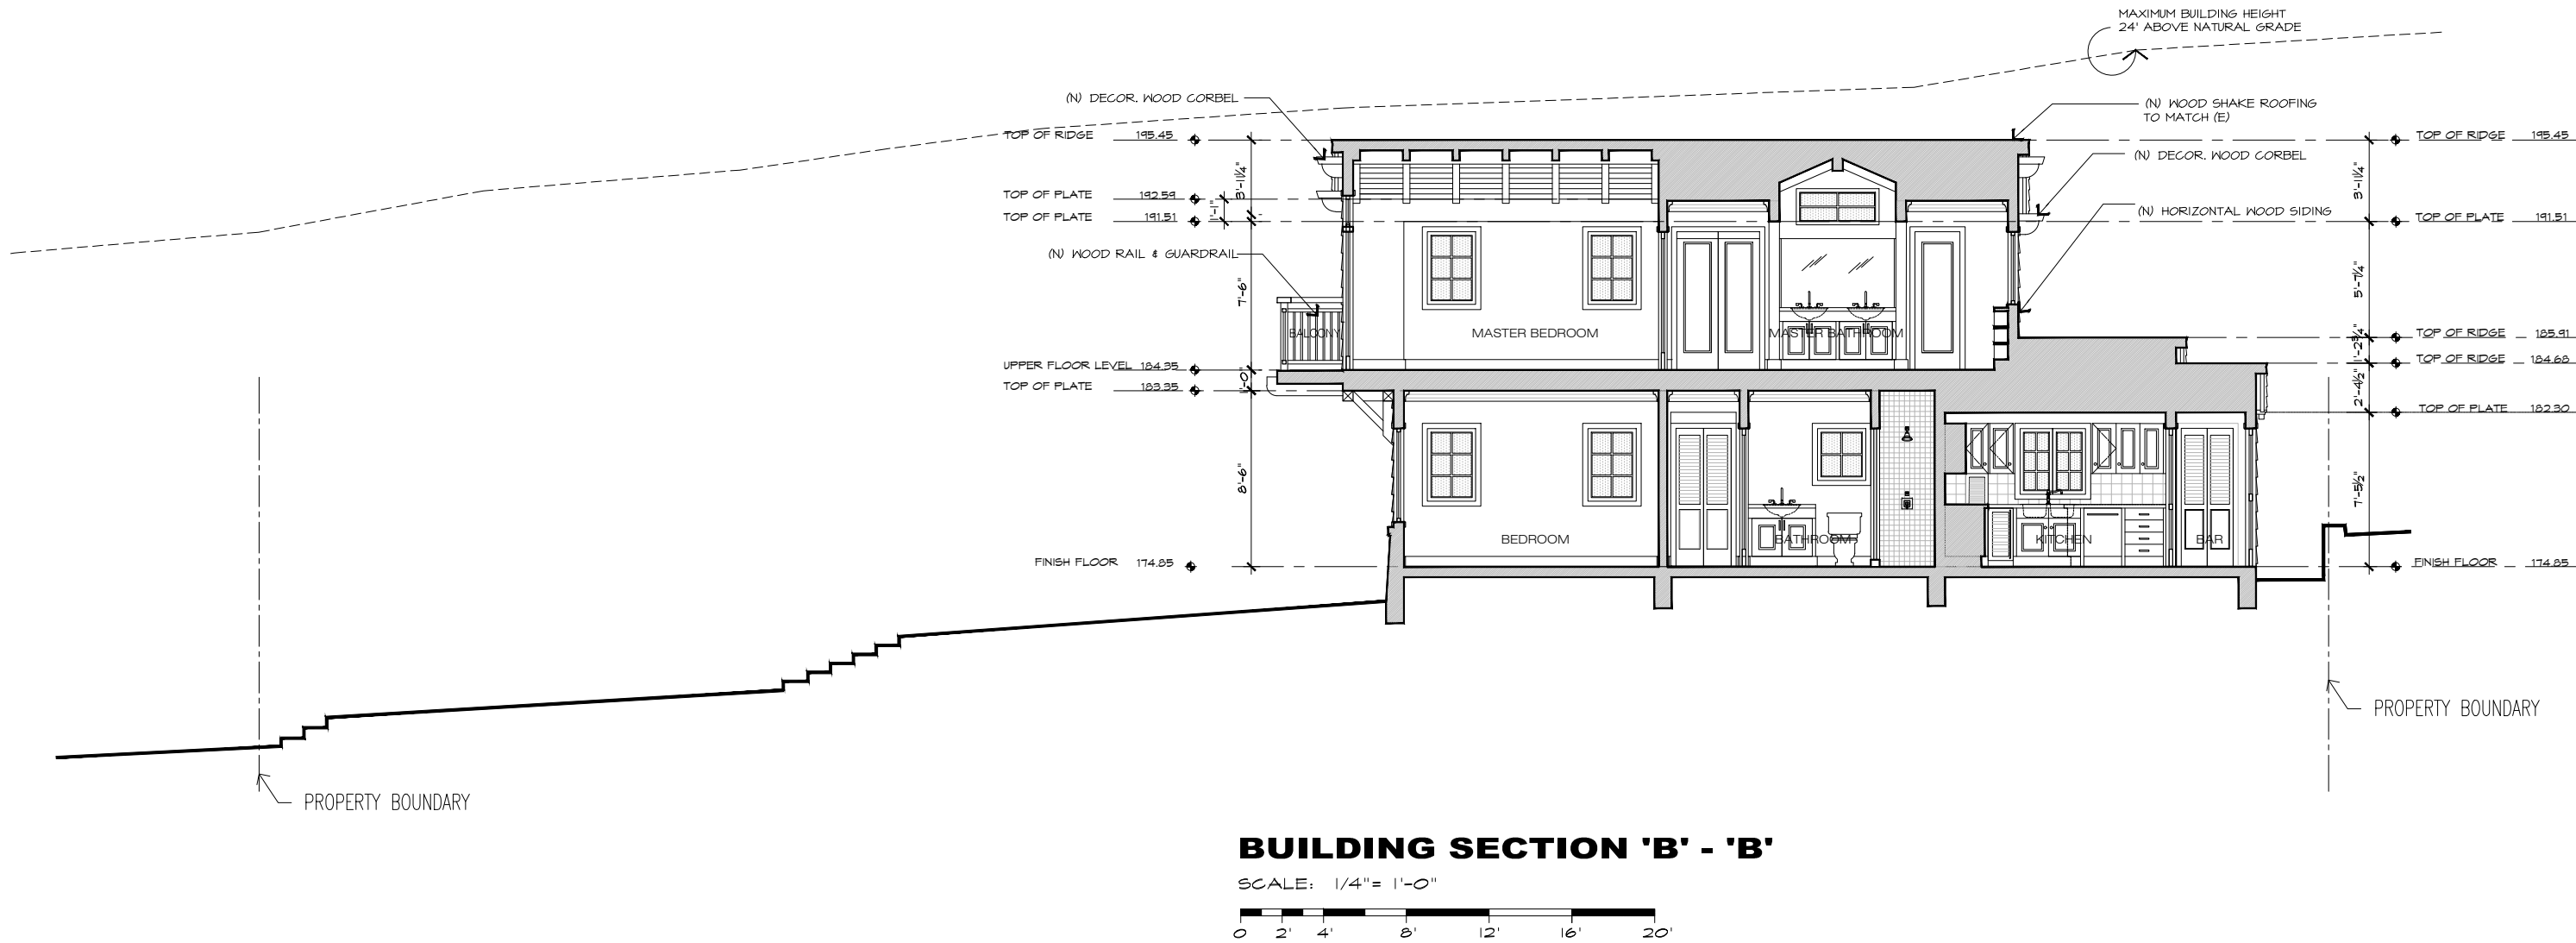 MAXIMUM BUILDING HEIGHT
24' ABOVE NATURAL GRADE
(N) DECOR. WOOD CORBEL
(N) WOOD SHAKE ROOFING
TO MATCH (E)
TOP OF RIDGE 195.45
TOP OF RIDGE 195.45
(N) DECOR. WOOD CORBEL
3'-11¼"
3'-11¼"
TOP OF PLATE 192.59
1'-1"
TOP OF PLATE 191.51
(N) HORIZONTAL WOOD SIDING
TOP OF PLATE 191.51
(N) WOOD RAIL & GUARDRAIL
7'-6"
5'-7¼"
BALCONY
MASTER BEDROOM
MASTER BATHROOM
TOP OF RIDGE 185.91
1'-2¾"
UPPER FLOOR LEVEL 184.35
TOP OF RIDGE 184.68
1'-0"
TOP OF PLATE 183.35
2'-4½"
TOP OF PLATE 182.30
8'-6"
7'-5½"
BEDROOM
BATHROOM
KITCHEN
BAR
FINISH FLOOR 174.85
FINISH FLOOR 174.85
PROPERTY BOUNDARY
PROPERTY BOUNDARY
BUILDING SECTION 'B' - 'B'
SCALE: 1/4"= 1'-0"
0 2' 4' 8' 12' 16' 20'